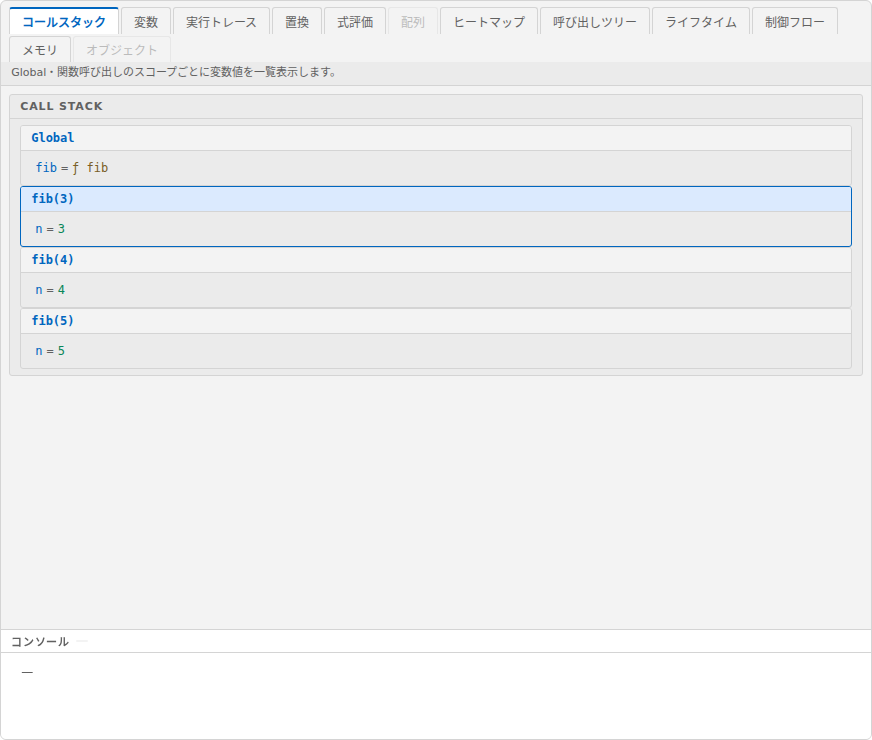 コールスタック 変数 実行トレース 置換 式評価 配列 ヒートマップ 呼び出しツリー ライフタイム 制御フロー
メモリ オブジェクト
Global・関数呼び出しのスコープごとに変数値を一覧表示します。
CALL STACK
Global
fib = ƒ fib
fib(3)
n = 3
fib(4)
n = 4
fib(5)
n = 5
コンソール —
—